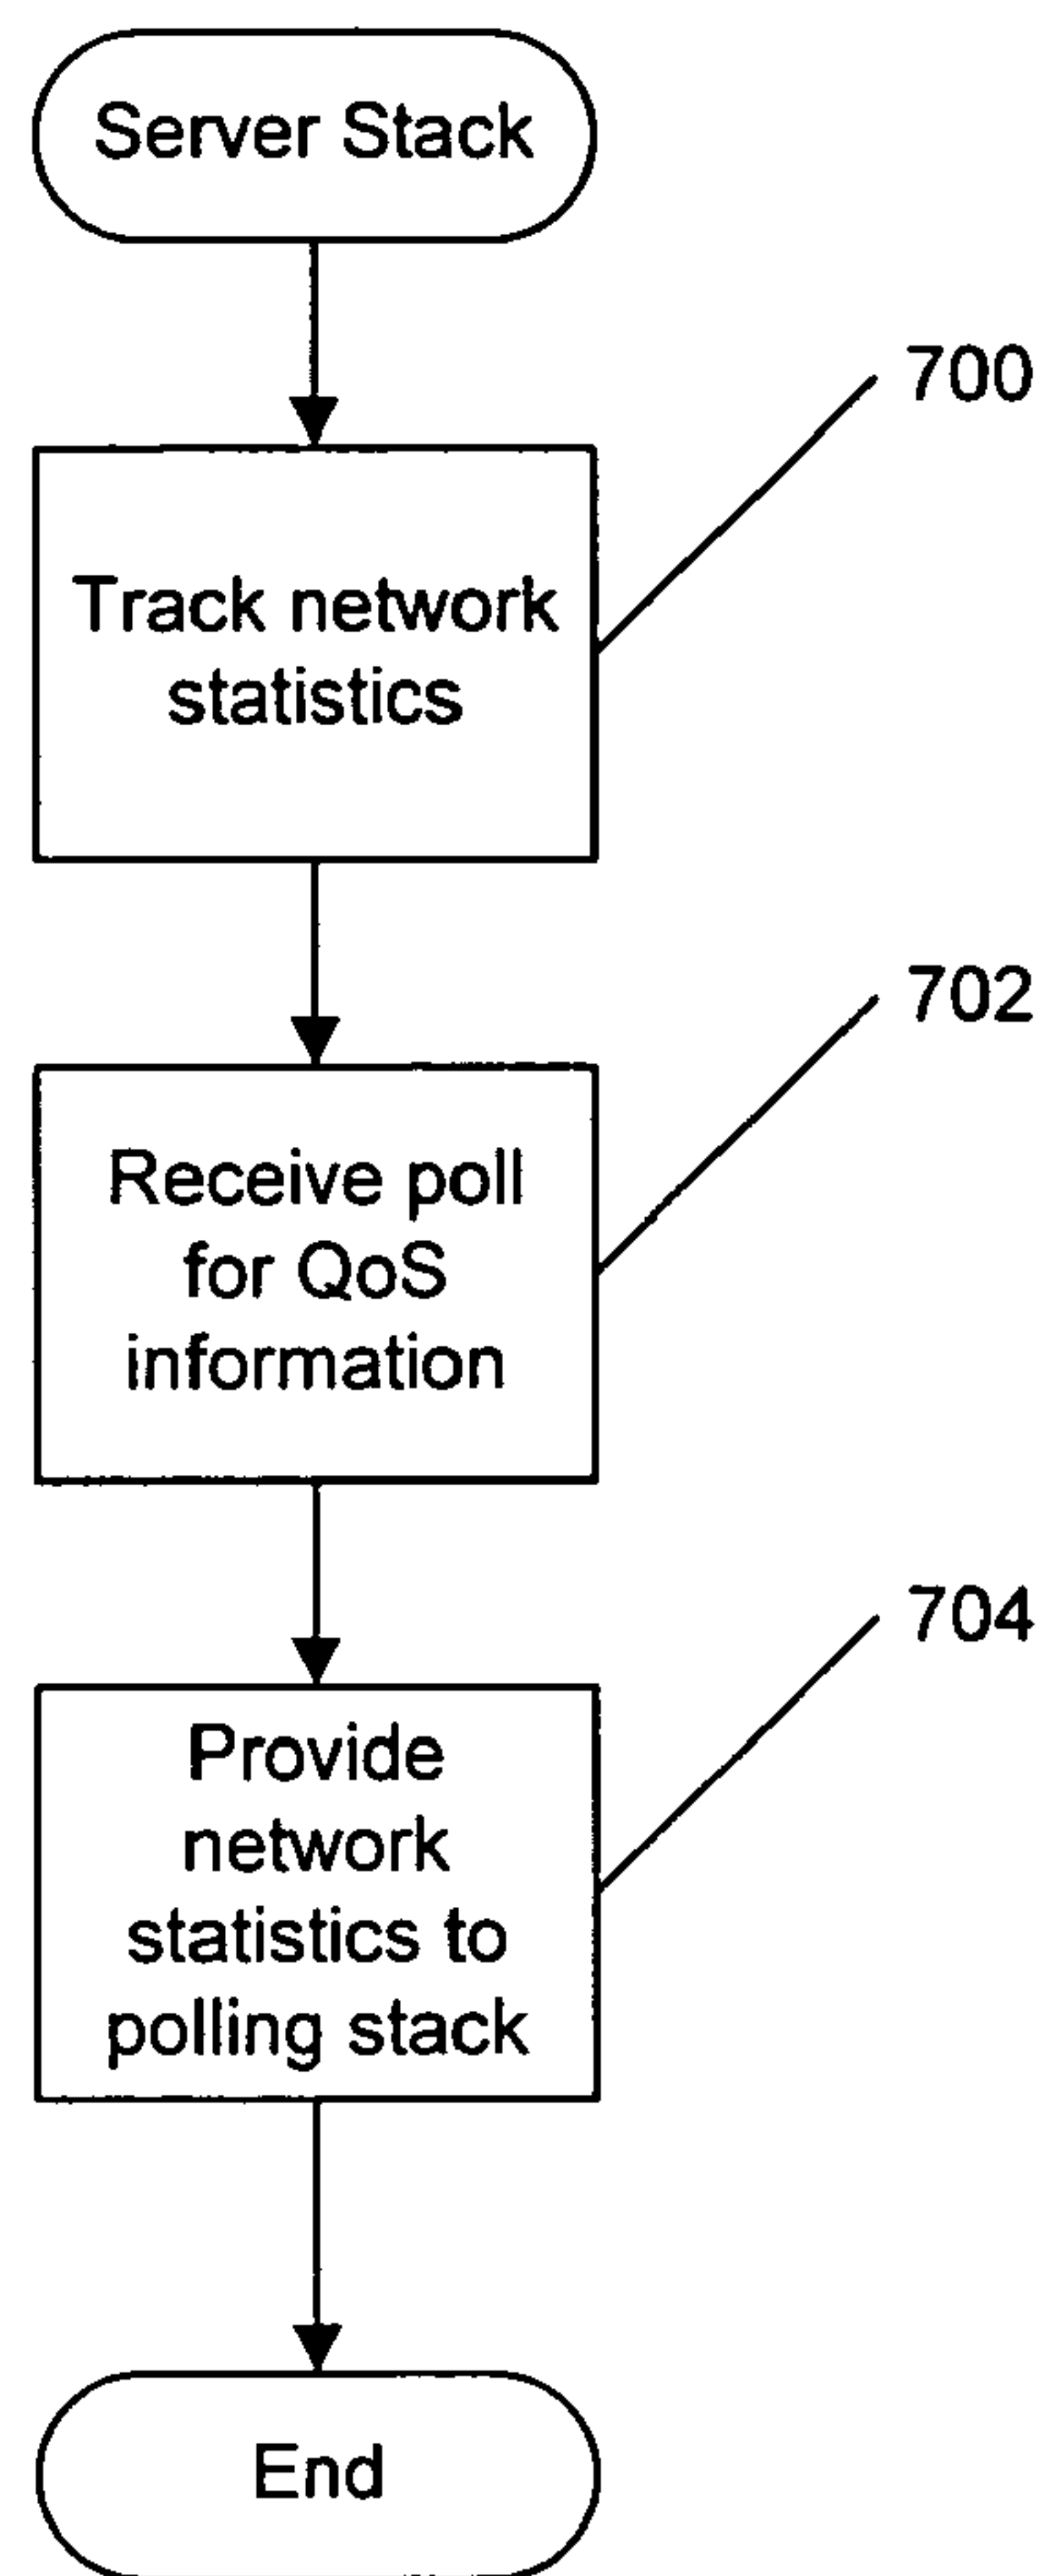 Server Stack
700
Track network
statistics
702
Receive poll
for QoS
information
704
Provide
network
statistics to
polling stack
End